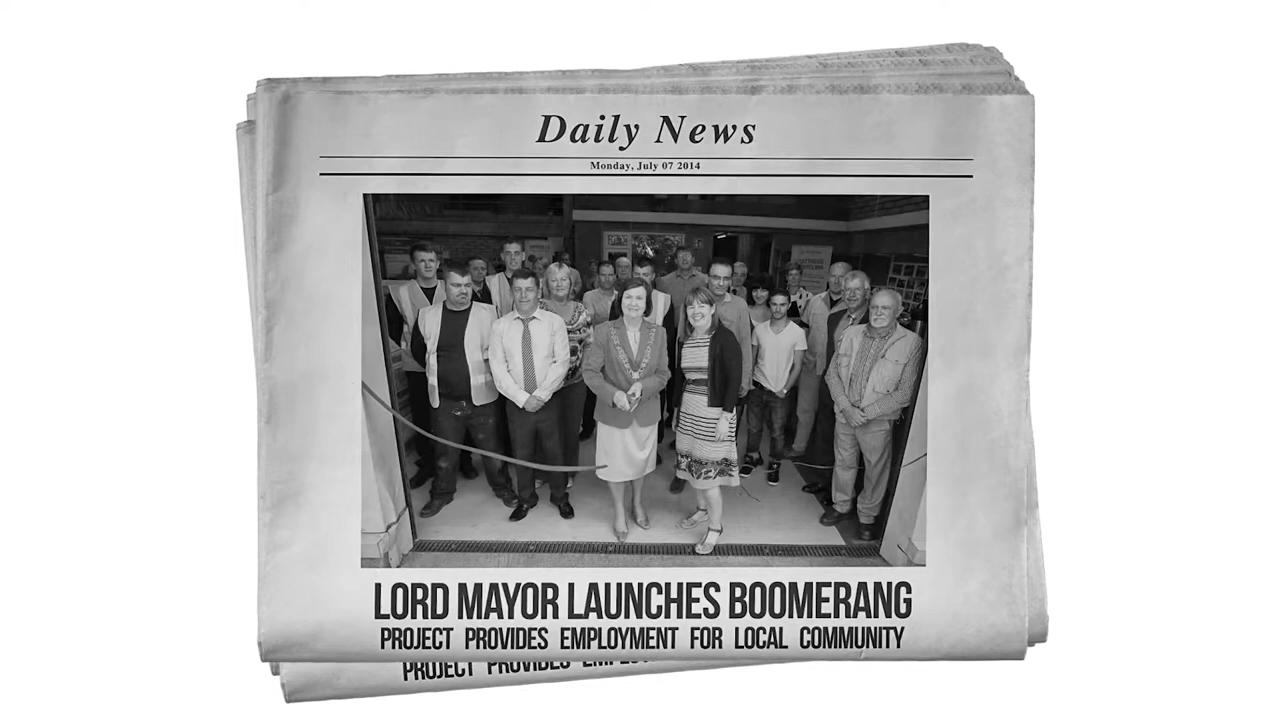 Daily News
Monday, July 07 2014
LORD MAYOR LAUNCHES BOOMERANG
PROJECT PROVIDES EMPLOYMENT FOR LOCAL COMMUNITY
PROJECT PROVIDES